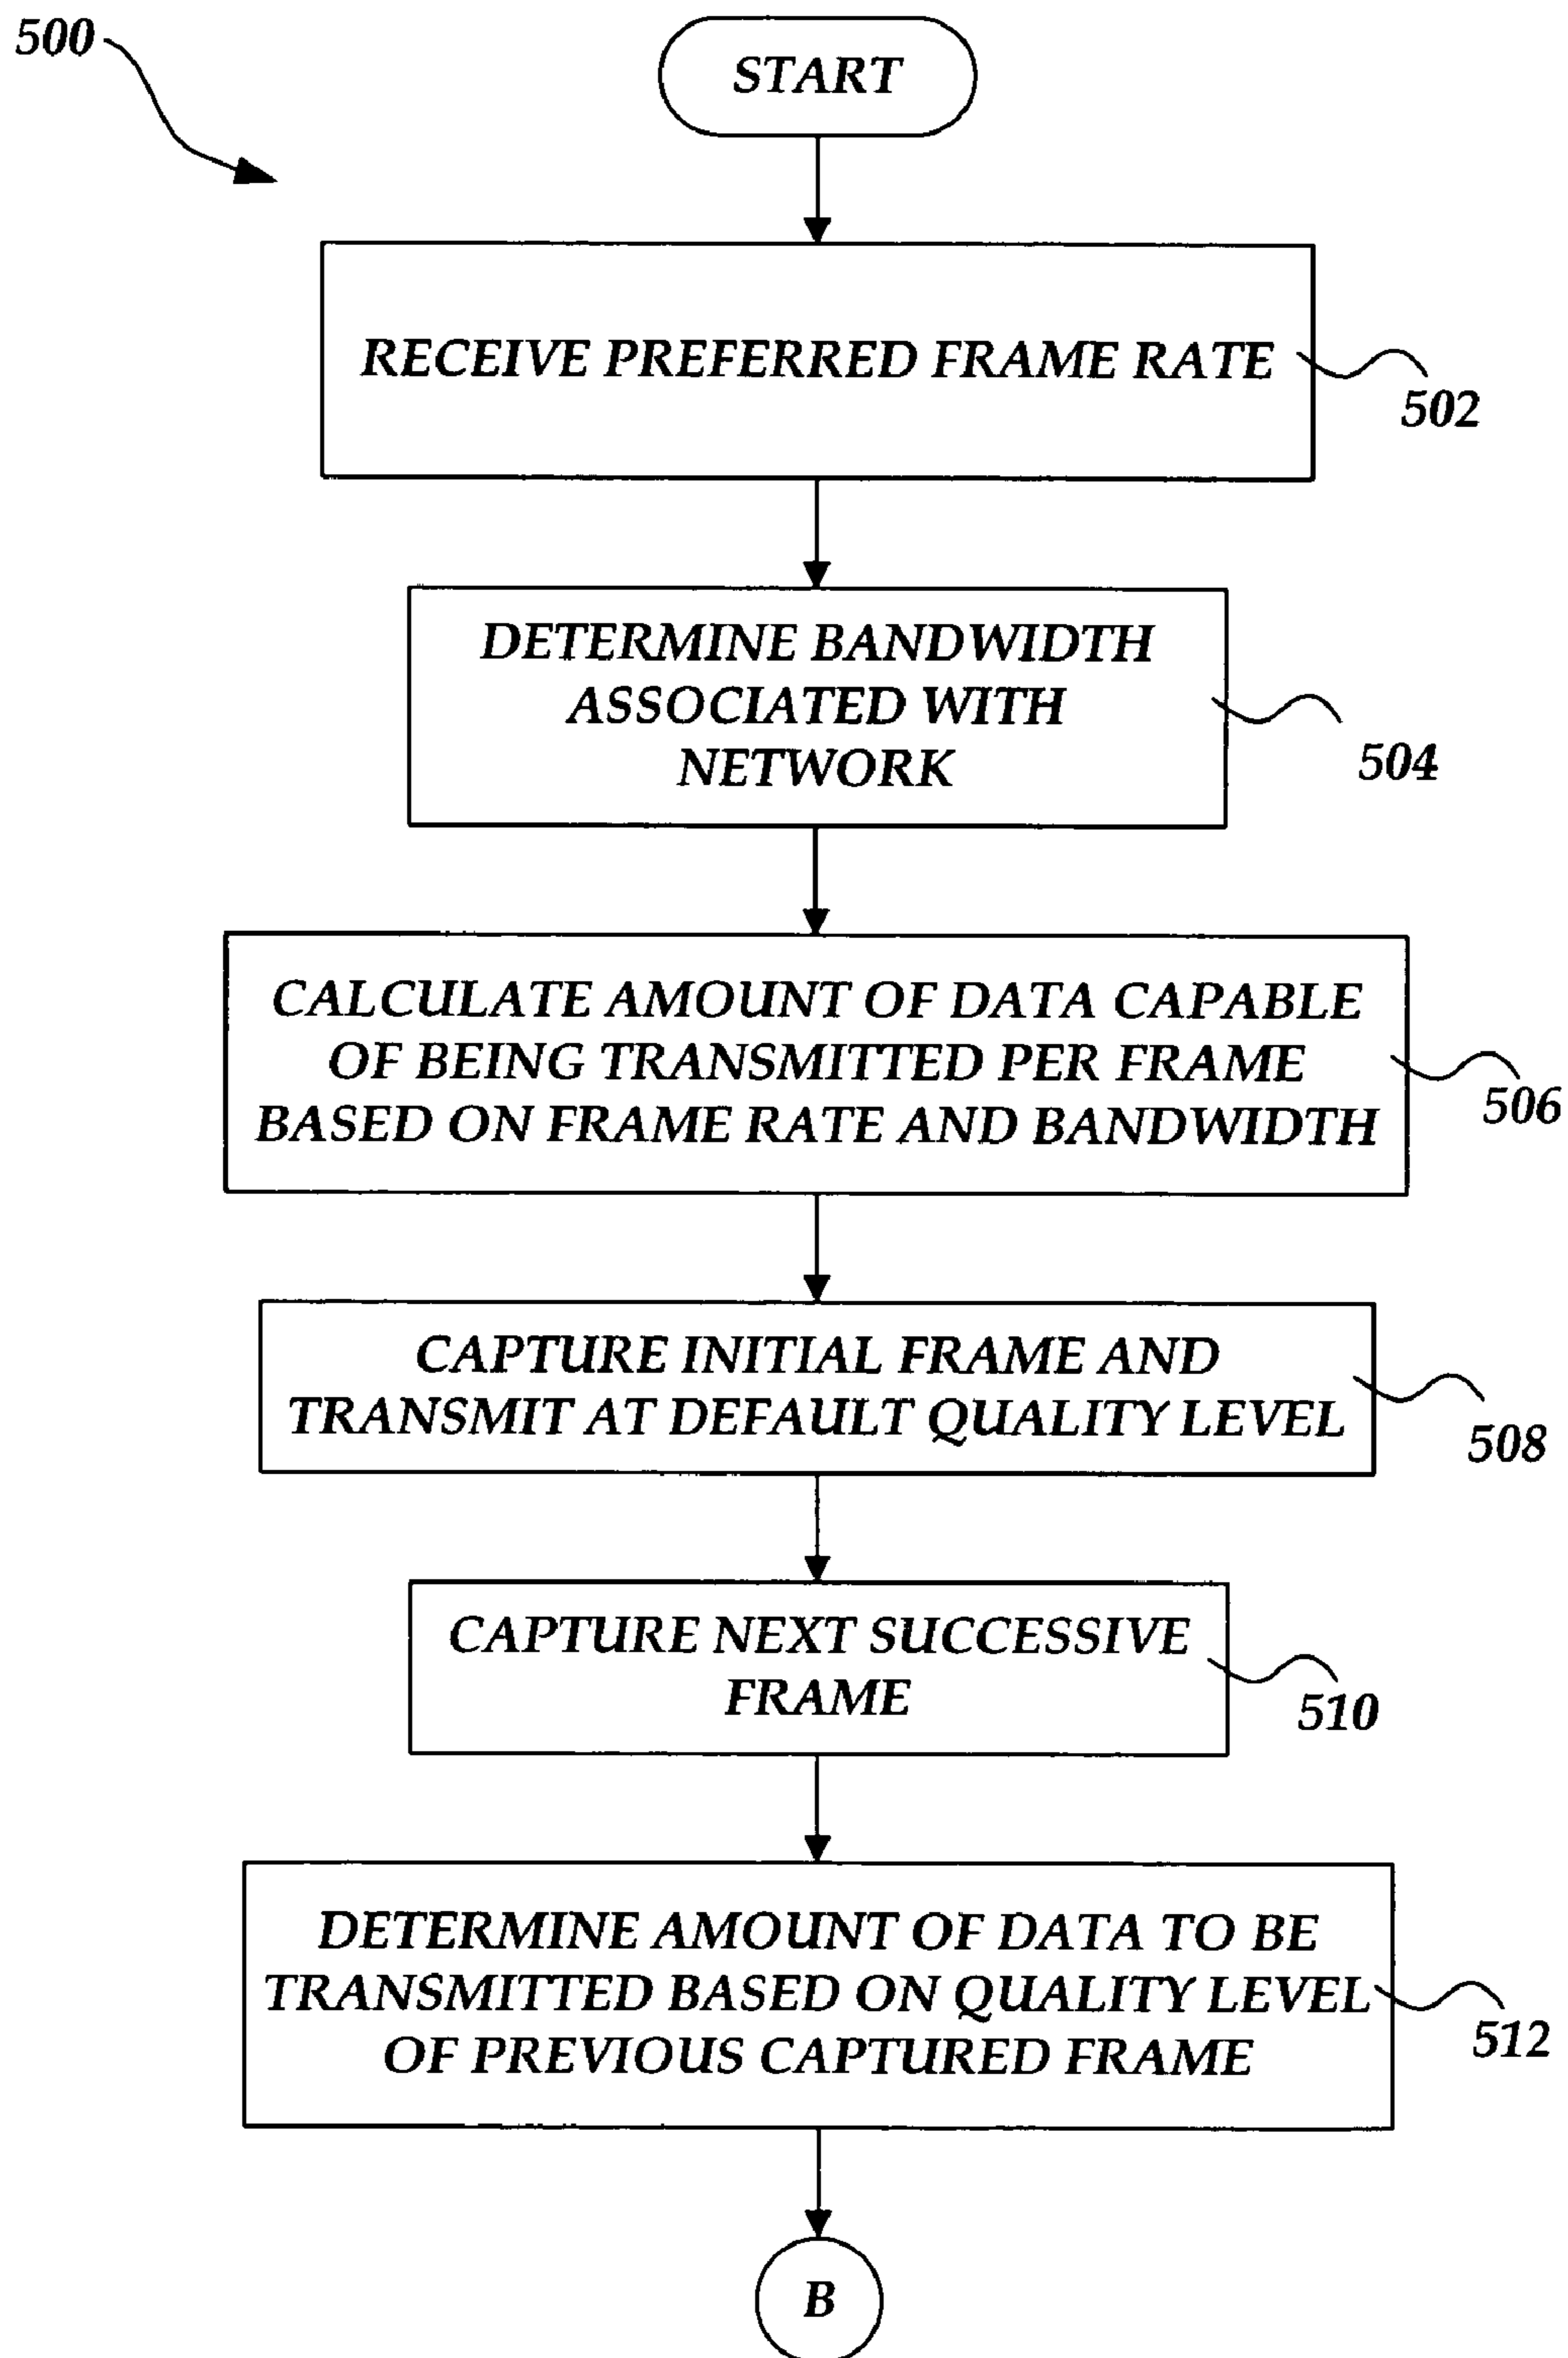 500
START
RECEIVE PREFERRED FRAME RATE
502
DETERMINE BANDWIDTH
ASSOCIATED WITH
NETWORK
504
CALCULATE AMOUNT OF DATA CAPABLE
OF BEING TRANSMITTED PER FRAME
BASED ON FRAME RATE AND BANDWIDTH
506
CAPTURE INITIAL FRAME AND
TRANSMIT AT DEFAULT QUALITY LEVEL
508
CAPTURE NEXT SUCCESSIVE
FRAME
510
DETERMINE AMOUNT OF DATA TO BE
TRANSMITTED BASED ON QUALITY LEVEL
OF PREVIOUS CAPTURED FRAME
512
B